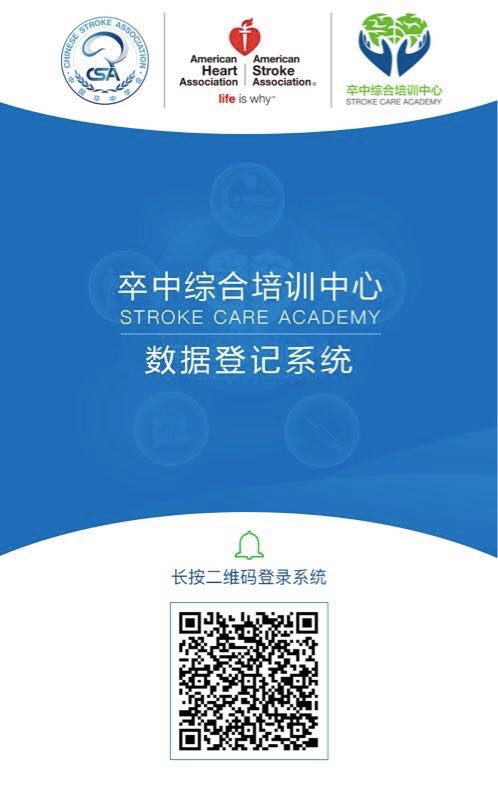 CHINESE STROKE ASSOCIATION
CSA
中国卒中学会
American Heart Association
American Stroke Association®
life is why™
卒中综合培训中心
STROKE CARE ACADEMY
卒中综合培训中心
STROKE CARE ACADEMY
数据登记系统
长按二维码登录系统